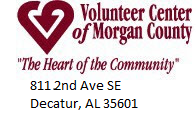 Volunteer Center
of Morgan County
"The Heart of the Community"
811 2nd Ave SE
Decatur, AL 35601